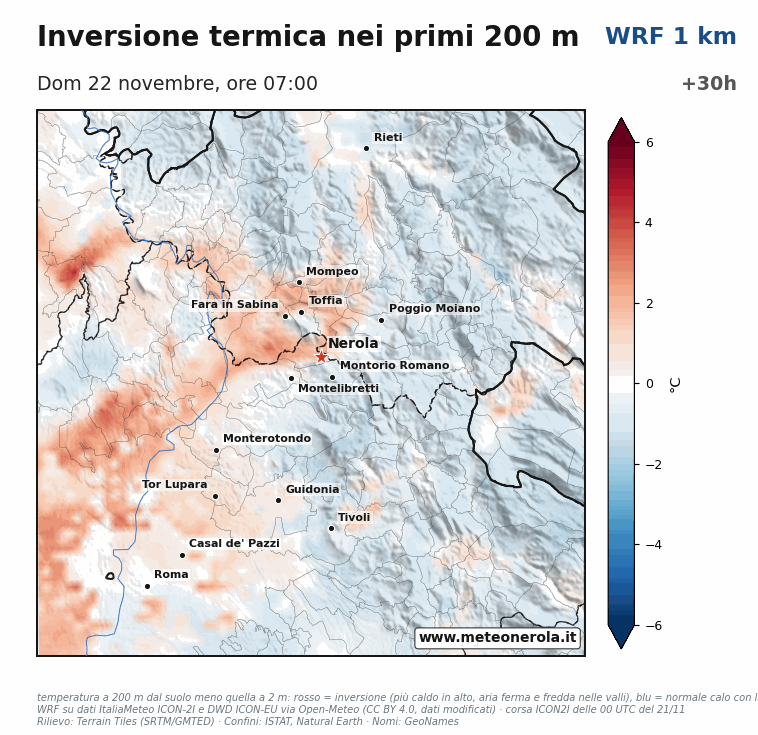 Inversione termica nei primi 200 m WRF 1 km
Dom 22 novembre, ore 07:00 +30h
Rieti
Mompeo
Toffia
Fara in Sabina
Poggio Moiano
Nerola
Montorio Romano
Montelibretti
Monterotondo
Tor Lupara
Guidonia
Tivoli
Casal de' Pazzi
Roma
www.meteonerola.it
6
4
2
0
−2
−4
−6
°C
temperatura a 200 m dal suolo meno quella a 2 m: rosso = inversione (più caldo in alto, aria ferma e fredda nelle valli), blu = normale calo con l
WRF su dati ItaliaMeteo ICON-2I e DWD ICON-EU via Open-Meteo (CC BY 4.0, dati modificati) · corsa ICON2I delle 00 UTC del 21/11
Rilievo: Terrain Tiles (SRTM/GMTED) · Confini: ISTAT, Natural Earth · Nomi: GeoNames